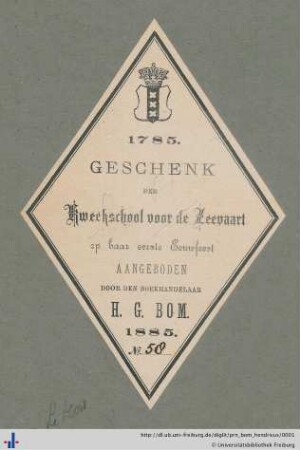 1785.
GESCHENK
DER
Kweekschool voor de Zeevaart
op haar eerste Eeuwfeest
AANGEBODEN
DOOR DEN BOEKHANDELAAR
H. G. BOM.
1885.
№ 50
http://dl.ub.uni-freiburg.de/diglit/pro_bom_hendreux/0001
© Universitätsbibliothek Freiburg